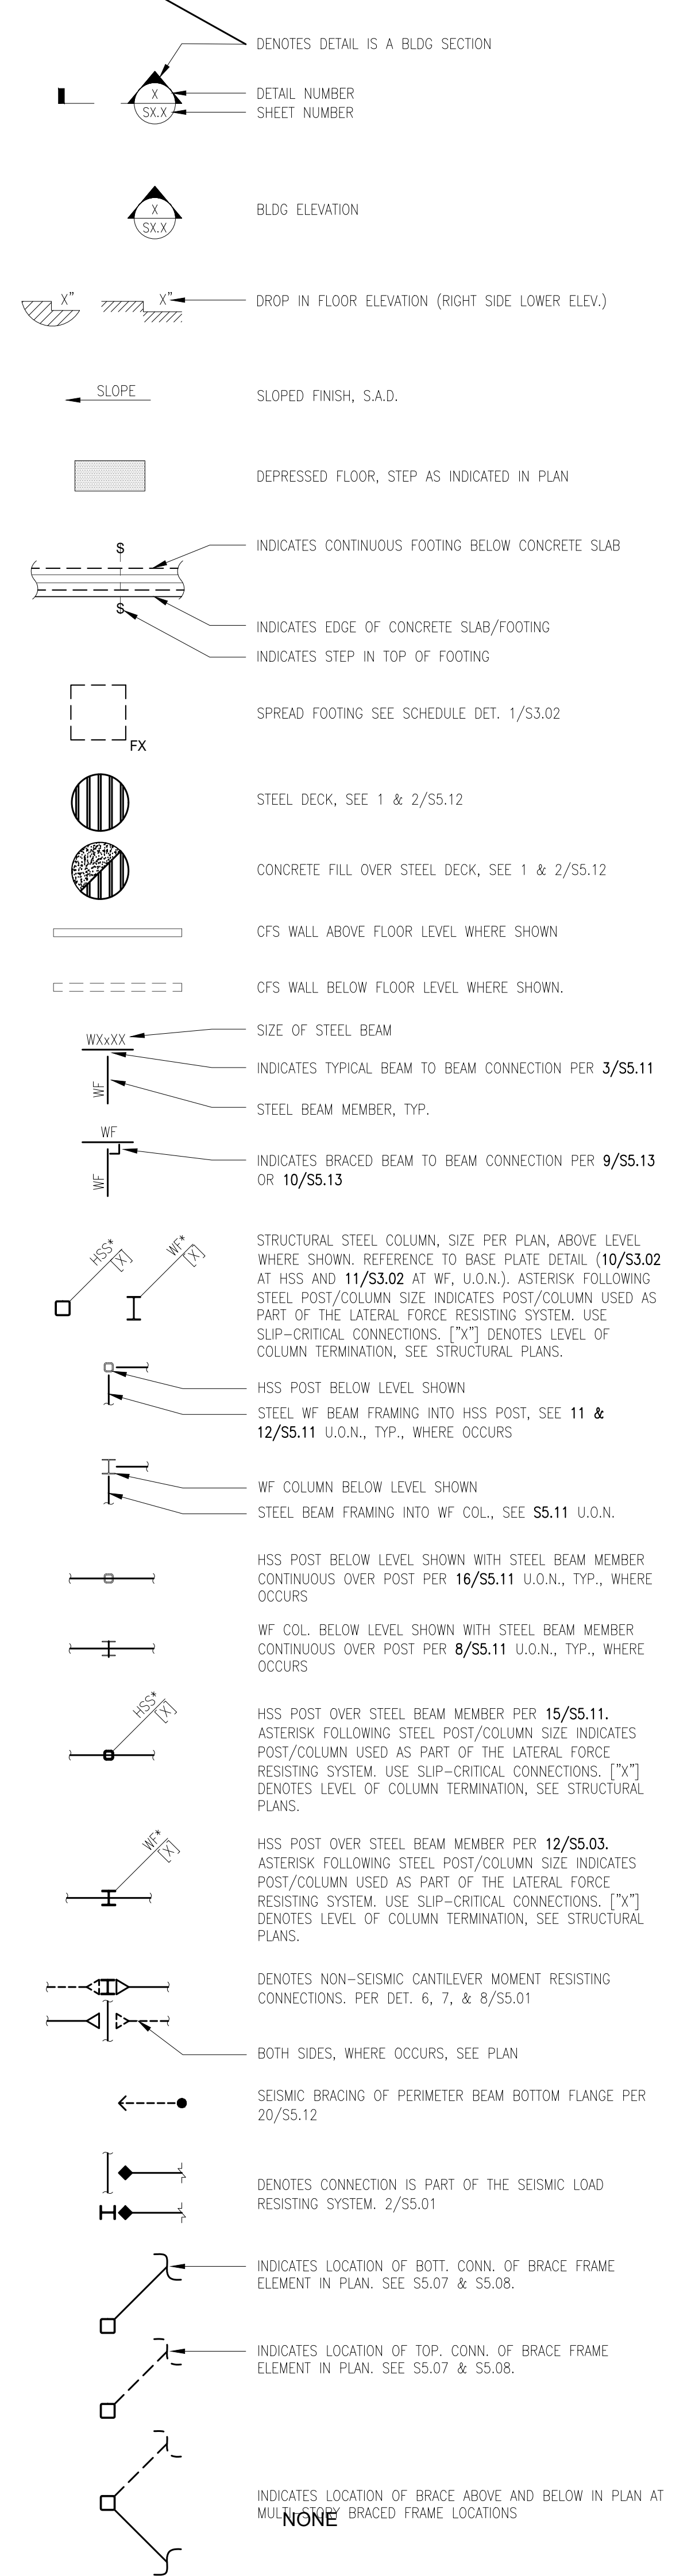 DENOTES DETAIL IS A BLDG SECTION
X
DETAIL NUMBER
SX.X
SHEET NUMBER
X
SX.X
BLDG ELEVATION
X"
X"
DROP IN FLOOR ELEVATION (RIGHT SIDE LOWER ELEV.)
SLOPE
SLOPED FINISH, S.A.D.
DEPRESSED FLOOR, STEP AS INDICATED IN PLAN
S
INDICATES CONTINUOUS FOOTING BELOW CONCRETE SLAB
S
INDICATES EDGE OF CONCRETE SLAB/FOOTING
INDICATES STEP IN TOP OF FOOTING
SPREAD FOOTING SEE SCHEDULE DET. 1/S3.02
FX
STEEL DECK, SEE 1 & 2/S5.12
CONCRETE FILL OVER STEEL DECK, SEE 1 & 2/S5.12
CFS WALL ABOVE FLOOR LEVEL WHERE SHOWN
CFS WALL BELOW FLOOR LEVEL WHERE SHOWN.
WXxXX
SIZE OF STEEL BEAM
INDICATES TYPICAL BEAM TO BEAM CONNECTION PER 3/S5.11
WF
STEEL BEAM MEMBER, TYP.
WF
WF
INDICATES BRACED BEAM TO BEAM CONNECTION PER 9/S5.13
OR 10/S5.13
HSS*
[X]
WF*
[X]
STRUCTURAL STEEL COLUMN, SIZE PER PLAN, ABOVE LEVEL
WHERE SHOWN. REFERENCE TO BASE PLATE DETAIL (10/S3.02
AT HSS AND 11/S3.02 AT WF, U.O.N.). ASTERISK FOLLOWING
STEEL POST/COLUMN SIZE INDICATES POST/COLUMN USED AS
PART OF THE LATERAL FORCE RESISTING SYSTEM. USE
SLIP-CRITICAL CONNECTIONS. ["X"] DENOTES LEVEL OF
COLUMN TERMINATION, SEE STRUCTURAL PLANS.
HSS POST BELOW LEVEL SHOWN
STEEL WF BEAM FRAMING INTO HSS POST, SEE 11 &
12/S5.11 U.O.N., TYP., WHERE OCCURS
WF COLUMN BELOW LEVEL SHOWN
STEEL BEAM FRAMING INTO WF COL., SEE S5.11 U.O.N.
HSS POST BELOW LEVEL SHOWN WITH STEEL BEAM MEMBER
CONTINUOUS OVER POST PER 16/S5.11 U.O.N., TYP., WHERE
OCCURS
WF COL. BELOW LEVEL SHOWN WITH STEEL BEAM MEMBER
CONTINUOUS OVER POST PER 8/S5.11 U.O.N., TYP., WHERE
OCCURS
HSS*
[X]
HSS POST OVER STEEL BEAM MEMBER PER 15/S5.11.
ASTERISK FOLLOWING STEEL POST/COLUMN SIZE INDICATES
POST/COLUMN USED AS PART OF THE LATERAL FORCE
RESISTING SYSTEM. USE SLIP-CRITICAL CONNECTIONS. ["X"]
DENOTES LEVEL OF COLUMN TERMINATION, SEE STRUCTURAL
PLANS.
WF*
[X]
HSS POST OVER STEEL BEAM MEMBER PER 12/S5.03.
ASTERISK FOLLOWING STEEL POST/COLUMN SIZE INDICATES
POST/COLUMN USED AS PART OF THE LATERAL FORCE
RESISTING SYSTEM. USE SLIP-CRITICAL CONNECTIONS. ["X"]
DENOTES LEVEL OF COLUMN TERMINATION, SEE STRUCTURAL
PLANS.
DENOTES NON-SEISMIC CANTILEVER MOMENT RESISTING
CONNECTIONS. PER DET. 6, 7, & 8/S5.01
BOTH SIDES, WHERE OCCURS, SEE PLAN
SEISMIC BRACING OF PERIMETER BEAM BOTTOM FLANGE PER
20/S5.12
DENOTES CONNECTION IS PART OF THE SEISMIC LOAD
RESISTING SYSTEM. 2/S5.01
INDICATES LOCATION OF BOTT. CONN. OF BRACE FRAME
ELEMENT IN PLAN. SEE S5.07 & S5.08.
INDICATES LOCATION OF TOP. CONN. OF BRACE FRAME
ELEMENT IN PLAN. SEE S5.07 & S5.08.
INDICATES LOCATION OF BRACE ABOVE AND BELOW IN PLAN AT
MULTI-STORY BRACED FRAME LOCATIONS
NONE